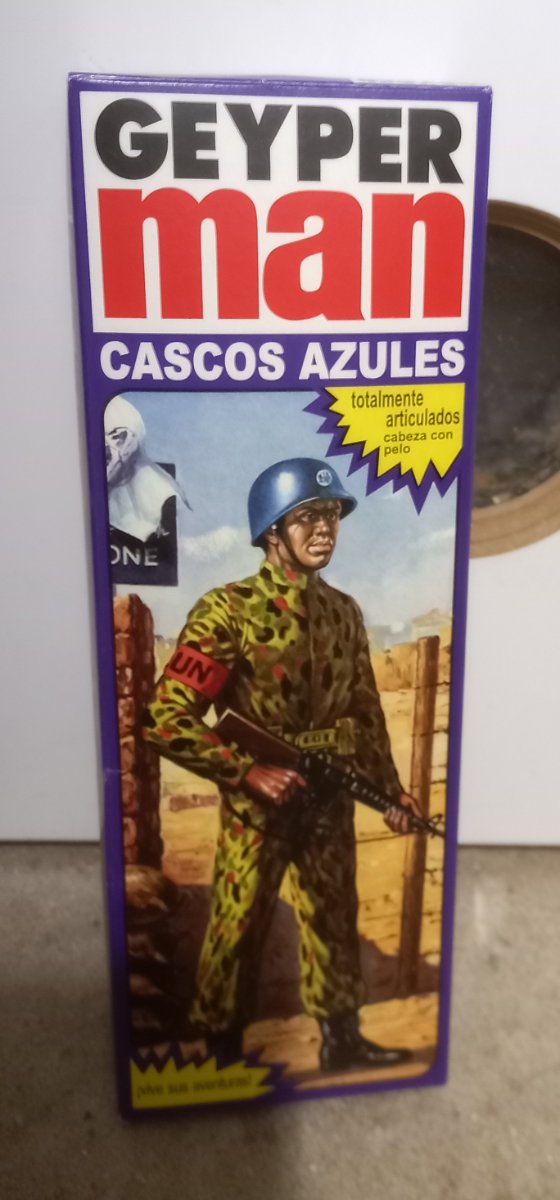 GEYPER
man
CASCOS AZULES
totalmente
articulados
cabeza con
pelo
ONE
UN
¡vive sus aventuras!